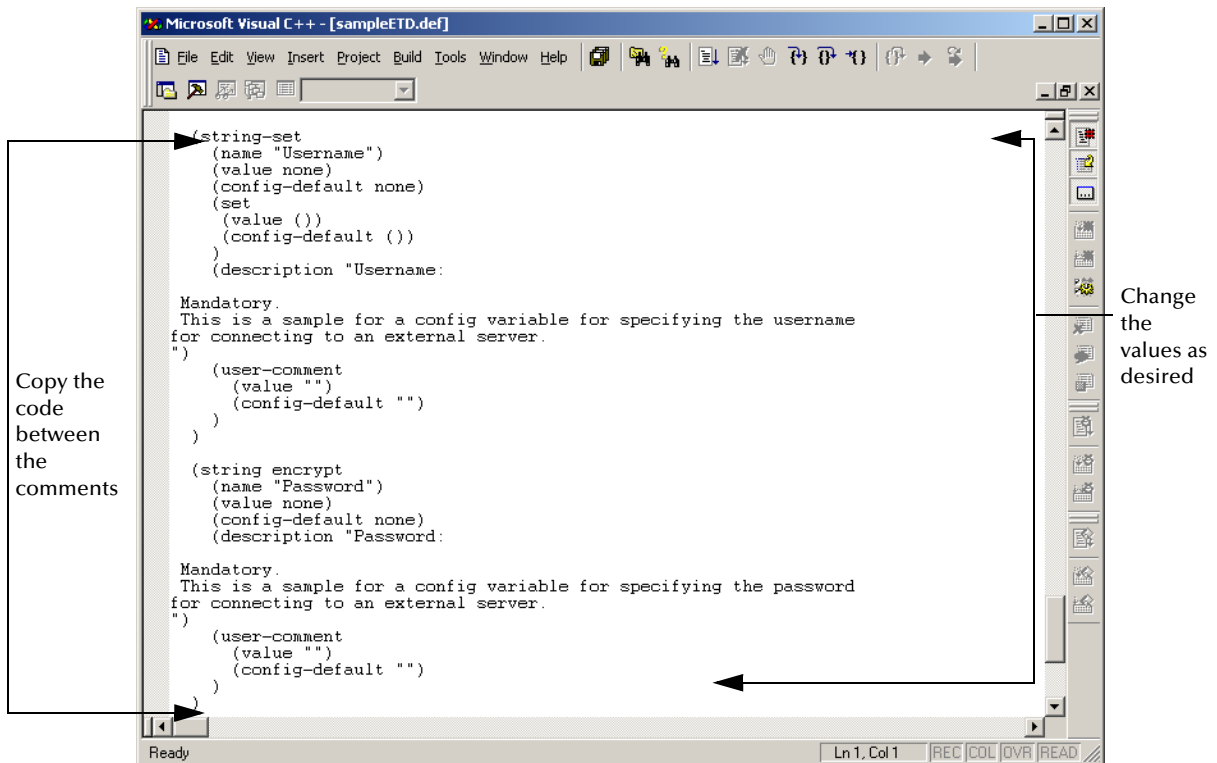 Microsoft Visual C++ - [sampleETD.def]
File Edit View Insert Project Build Tools Window Help
(string-set
(name "Username")
(value none)
(config-default none)
(set
(value ())
(config-default ())
)
(description "Username:
Mandatory.
This is a sample for a config variable for specifying the username
for connecting to an external server.
")
(user-comment
(value "")
(config-default "")
)
)
(string encrypt
(name "Password")
(value none)
(config-default none)
(description "Password:
Mandatory.
This is a sample for a config variable for specifying the password
for connecting to an external server.
")
(user-comment
(value "")
(config-default "")
)
)
Ready
Ln 1, Col 1
REC COL OVR READ
Copy the
code
between
the
comments
Change
the
values as
desired